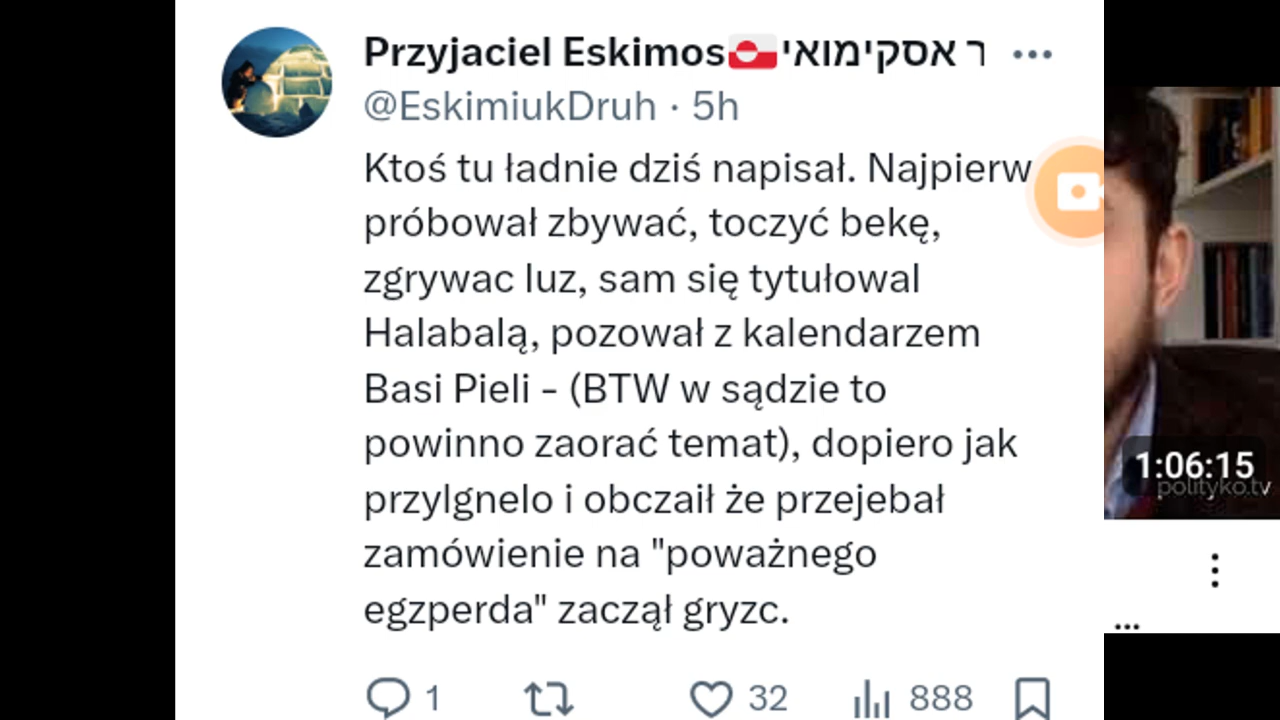 Przyjaciel Eskimos🇬🇱ר אסקימואי
@EskimiukDruh · 5h
Ktoś tu ładnie dziś napisał. Najpierw
próbował zbywać, toczyć bekę,
zgrywac luz, sam się tytułowal
Halabalą, pozował z kalendarzem
Basi Pieli - (BTW w sądzie to
powinno zaorać temat), dopiero jak
przylgnelo i obczaił że przejebał
zamówienie na "poważnego
egzperda" zaczął gryzc.
1 32 888
1:06:15
polityko.tv
...